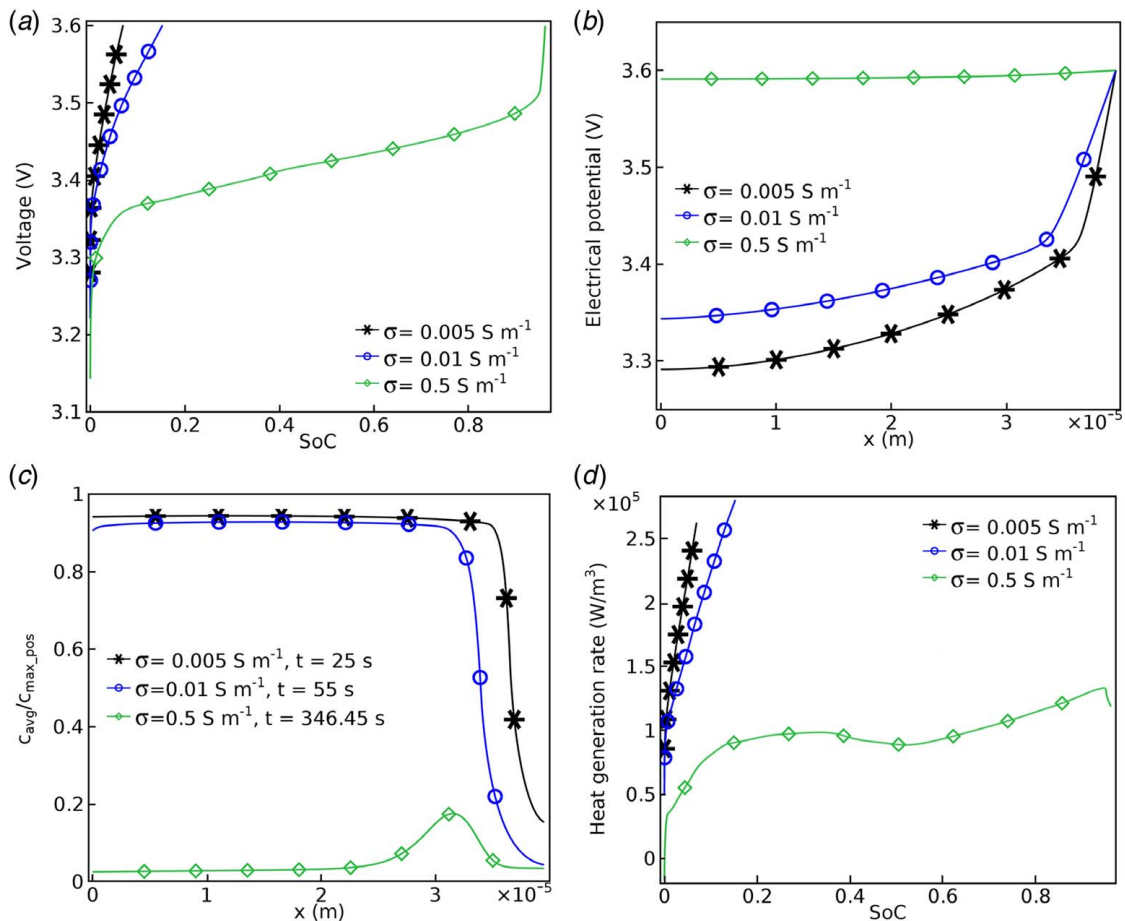 (a)
Voltage (V)
3.6
3.5
3.4
3.3
3.2
3.1
0
0.2
0.4
0.6
0.8
SoC
σ= 0.005 S m⁻¹
σ= 0.01 S m⁻¹
σ= 0.5 S m⁻¹
(b)
Electrical potential (V)
3.6
3.5
3.4
3.3
0
1
2
3
×10⁻⁵
x (m)
σ= 0.005 S m⁻¹
σ= 0.01 S m⁻¹
σ= 0.5 S m⁻¹
(c)
c_avg/c_max_pos
1
0.8
0.6
0.4
0.2
0
0
1
2
3
×10⁻⁵
x (m)
σ= 0.005 S m⁻¹, t = 25 s
σ=0.01 S m⁻¹, t = 55 s
σ=0.5 S m⁻¹, t = 346.45 s
(d)
×10⁵
Heat generation rate (W/m³)
2.5
2
1.5
1
0.5
0
0
0.2
0.4
0.6
0.8
SoC
σ= 0.005 S m⁻¹
σ= 0.01 S m⁻¹
σ= 0.5 S m⁻¹